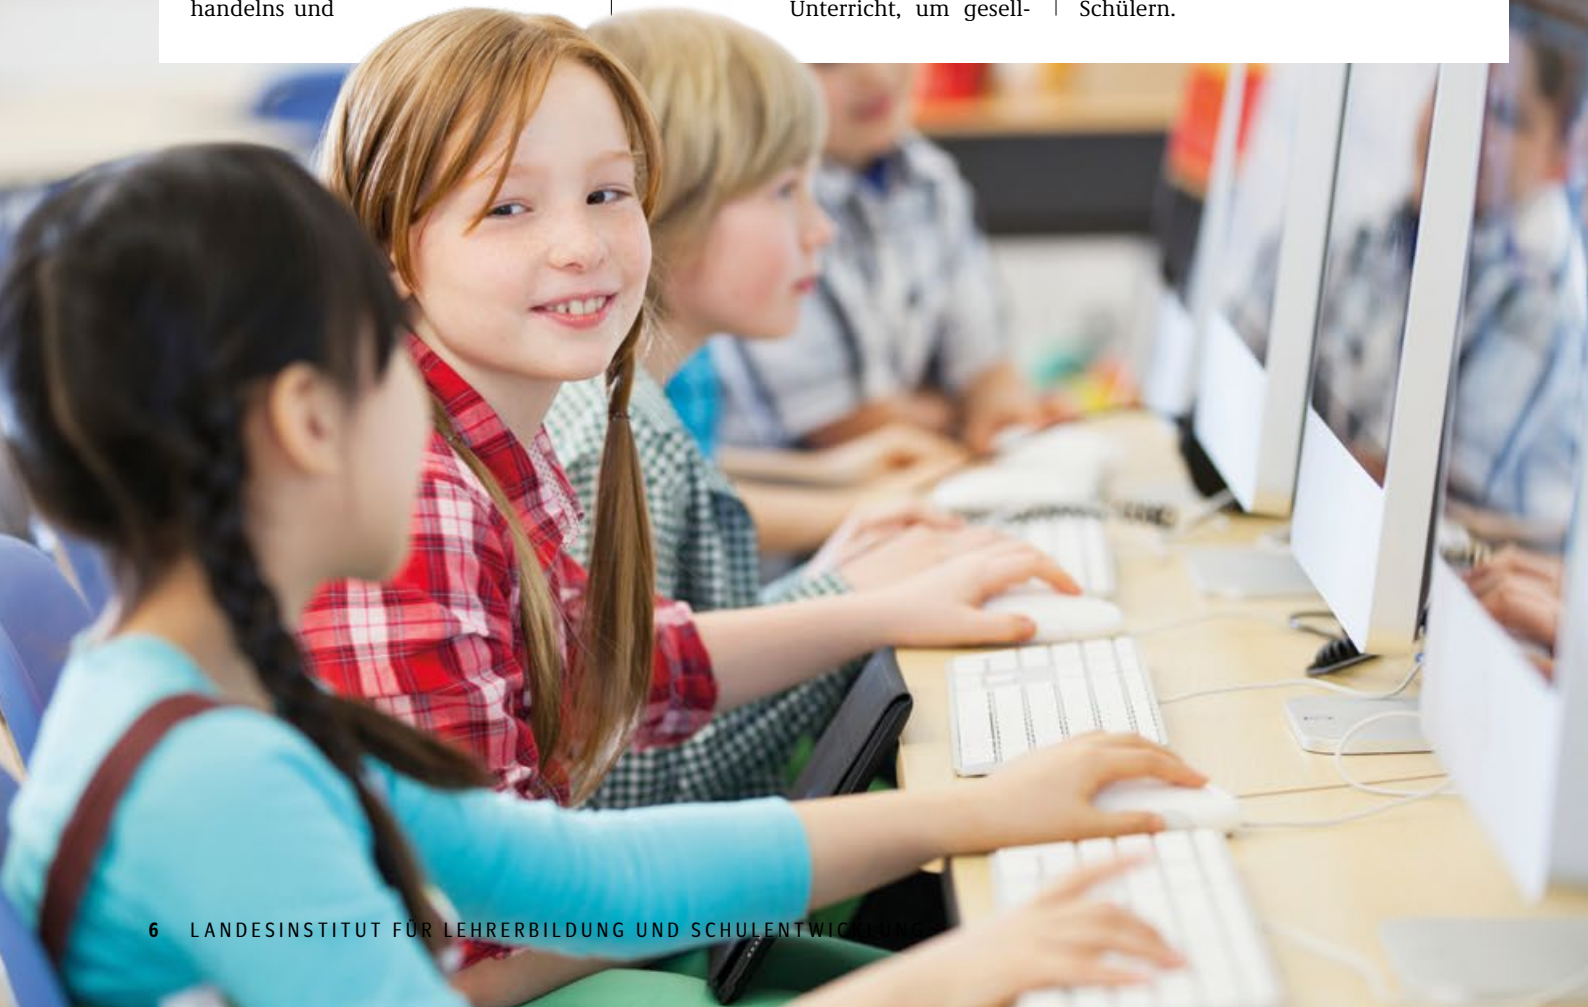 handelns und
Unterricht, um gesell-
Schülern.
6 LANDESINSTITUT FÜR LEHRERBILDUNG UND SCHULENTWICKLUNG